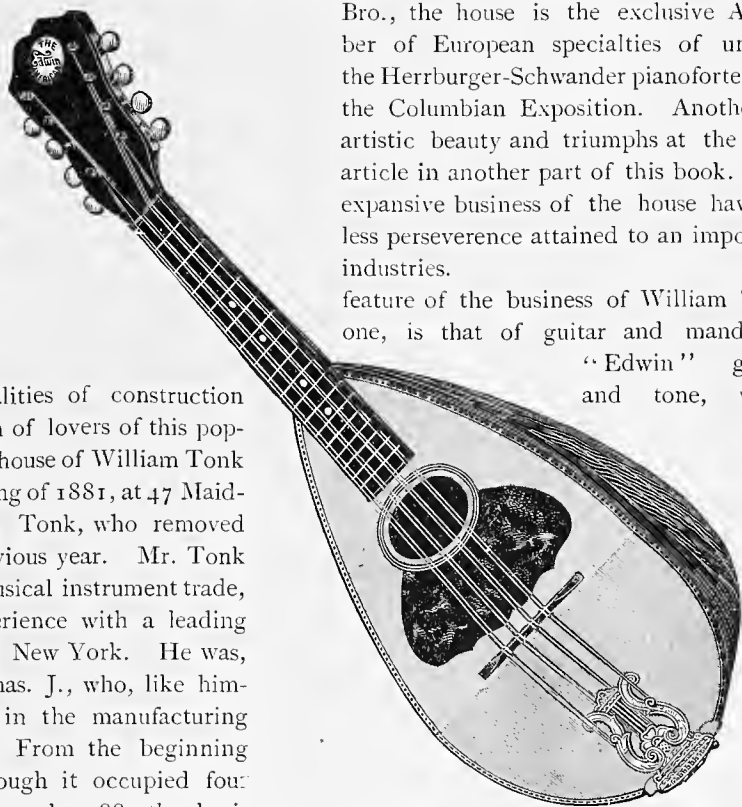 THE
Edwin
AMERICAN
Bro., the house is the exclusive A
ber of European specialties of ur
the Herrburger-Schwander pianoforte
the Columbian Exposition. Anoth
artistic beauty and triumphs at the
article in another part of this book.
expansive business of the house hav
less perseverence attained to an impo
industries.
feature of the business of William
one, is that of guitar and mand
“Edwin” g
and tone,
lities of construction
n of lovers of this pop-
house of William Tonk
ng of 1881, at 47 Maid-
Tonk, who removed
vious year. Mr. Tonk
usical instrument trade,
erience with a leading
New York. He was,
has. J., who, like him-
in the manufacturing
From the beginning
ough it occupied four